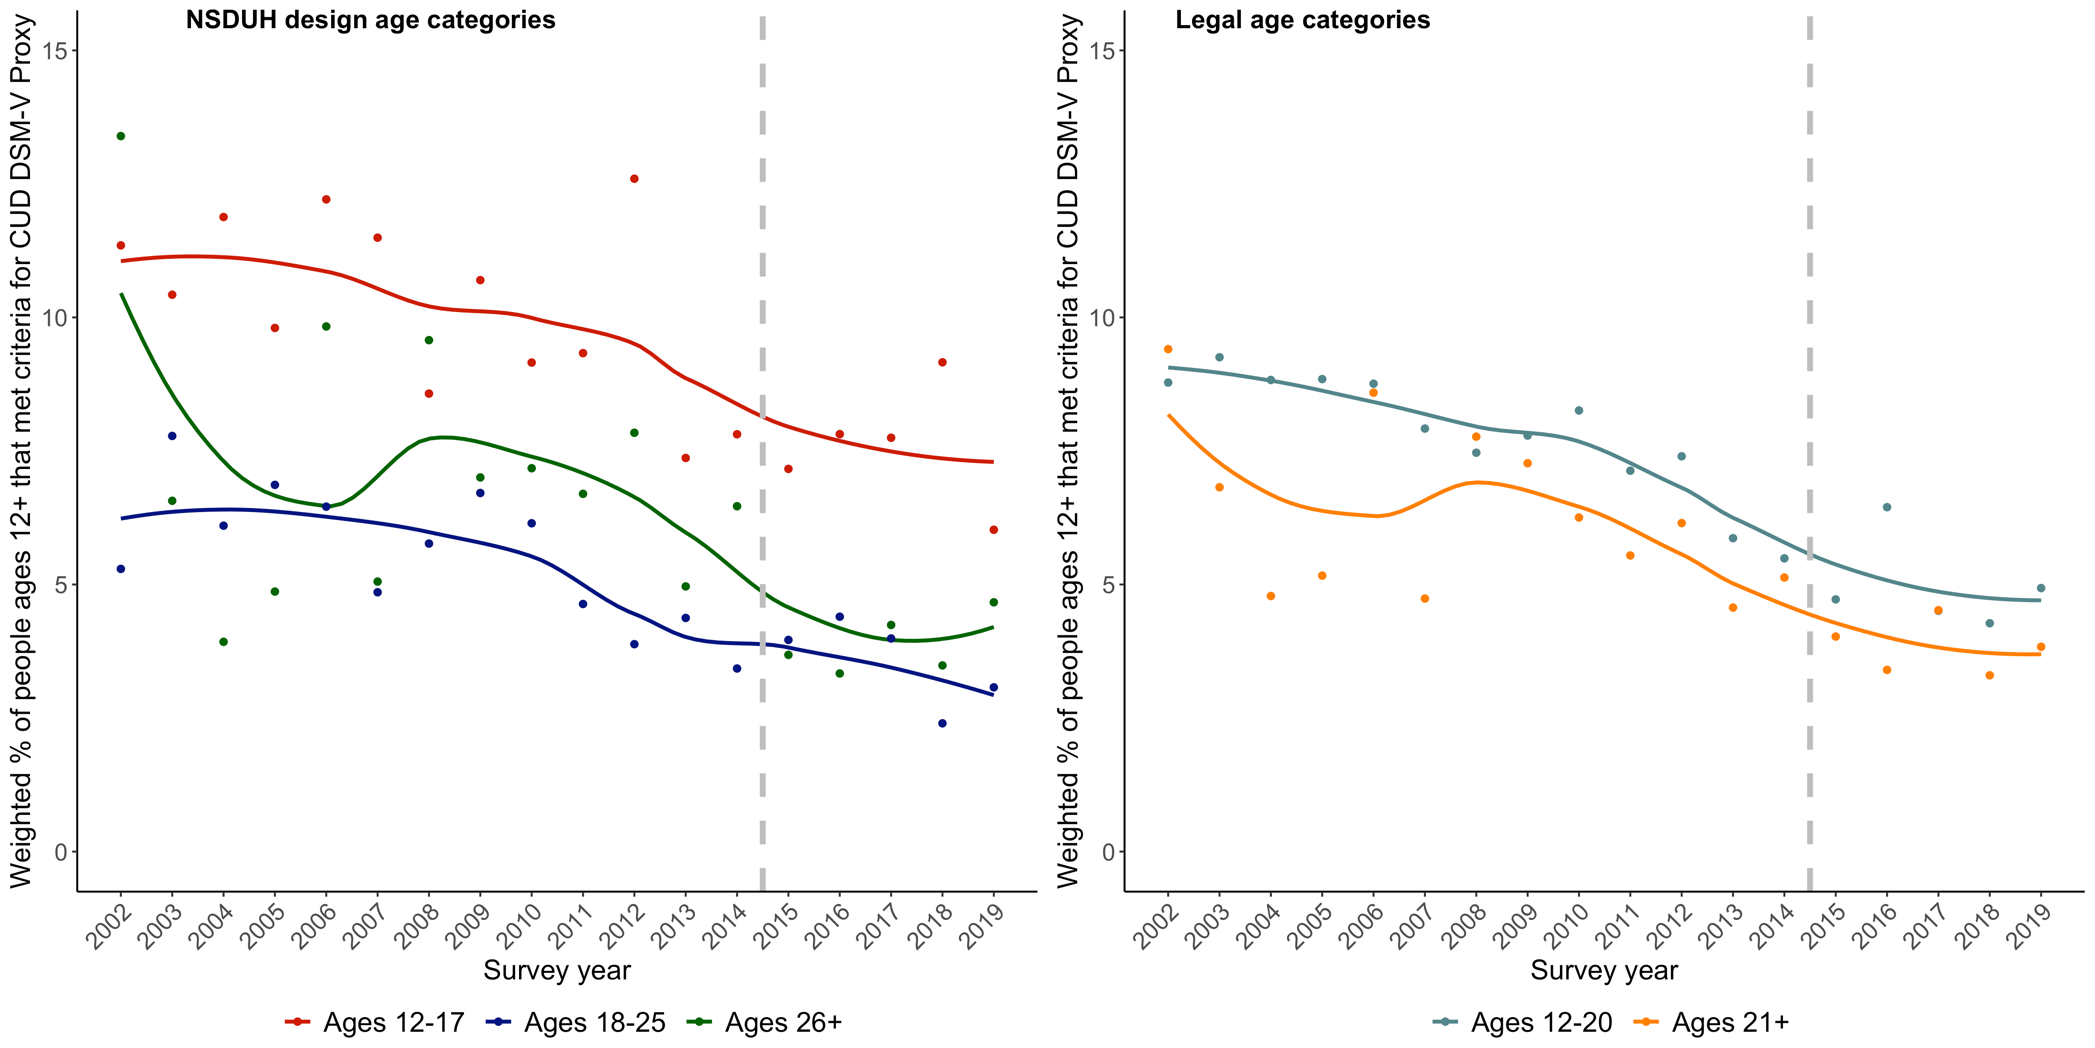 NSDUH design age categories
Weighted % of people ages 12+ that met criteria for CUD DSM-V Proxy
15
10
5
0
2002 2003 2004 2005 2006 2007 2008 2009 2010 2011 2012 2013 2014 2015 2016 2017 2018 2019
Survey year
Ages 12-17 Ages 18-25 Ages 26+
Legal age categories
Weighted % of people ages 12+ that met criteria for CUD DSM-V Proxy
15
10
5
0
2002 2003 2004 2005 2006 2007 2008 2009 2010 2011 2012 2013 2014 2015 2016 2017 2018 2019
Survey year
Ages 12-20 Ages 21+